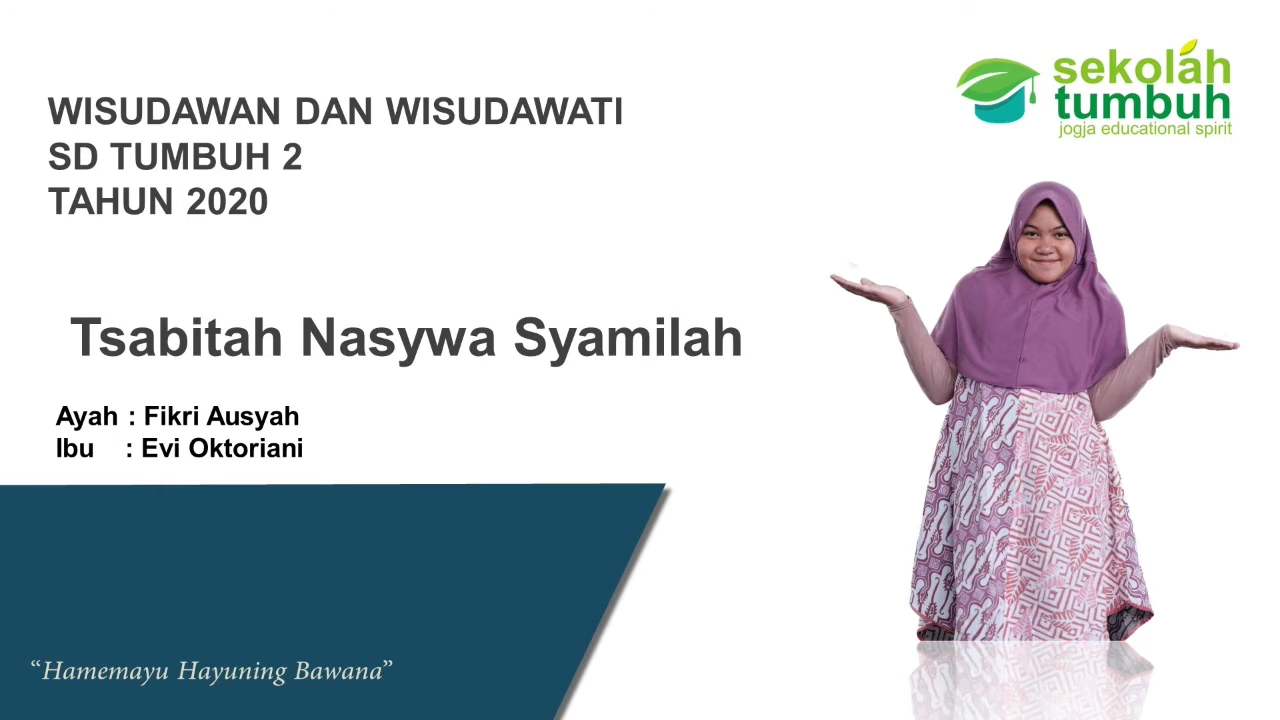 sekolah
tumbuh
jogja educational spirit
WISUDAWAN DAN WISUDAWATI
SD TUMBUH 2
TAHUN 2020
Tsabitah Nasywa Syamilah
Ayah : Fikri Ausyah
Ibu : Evi Oktoriani
“Hamemayu Hayuning Bawana”